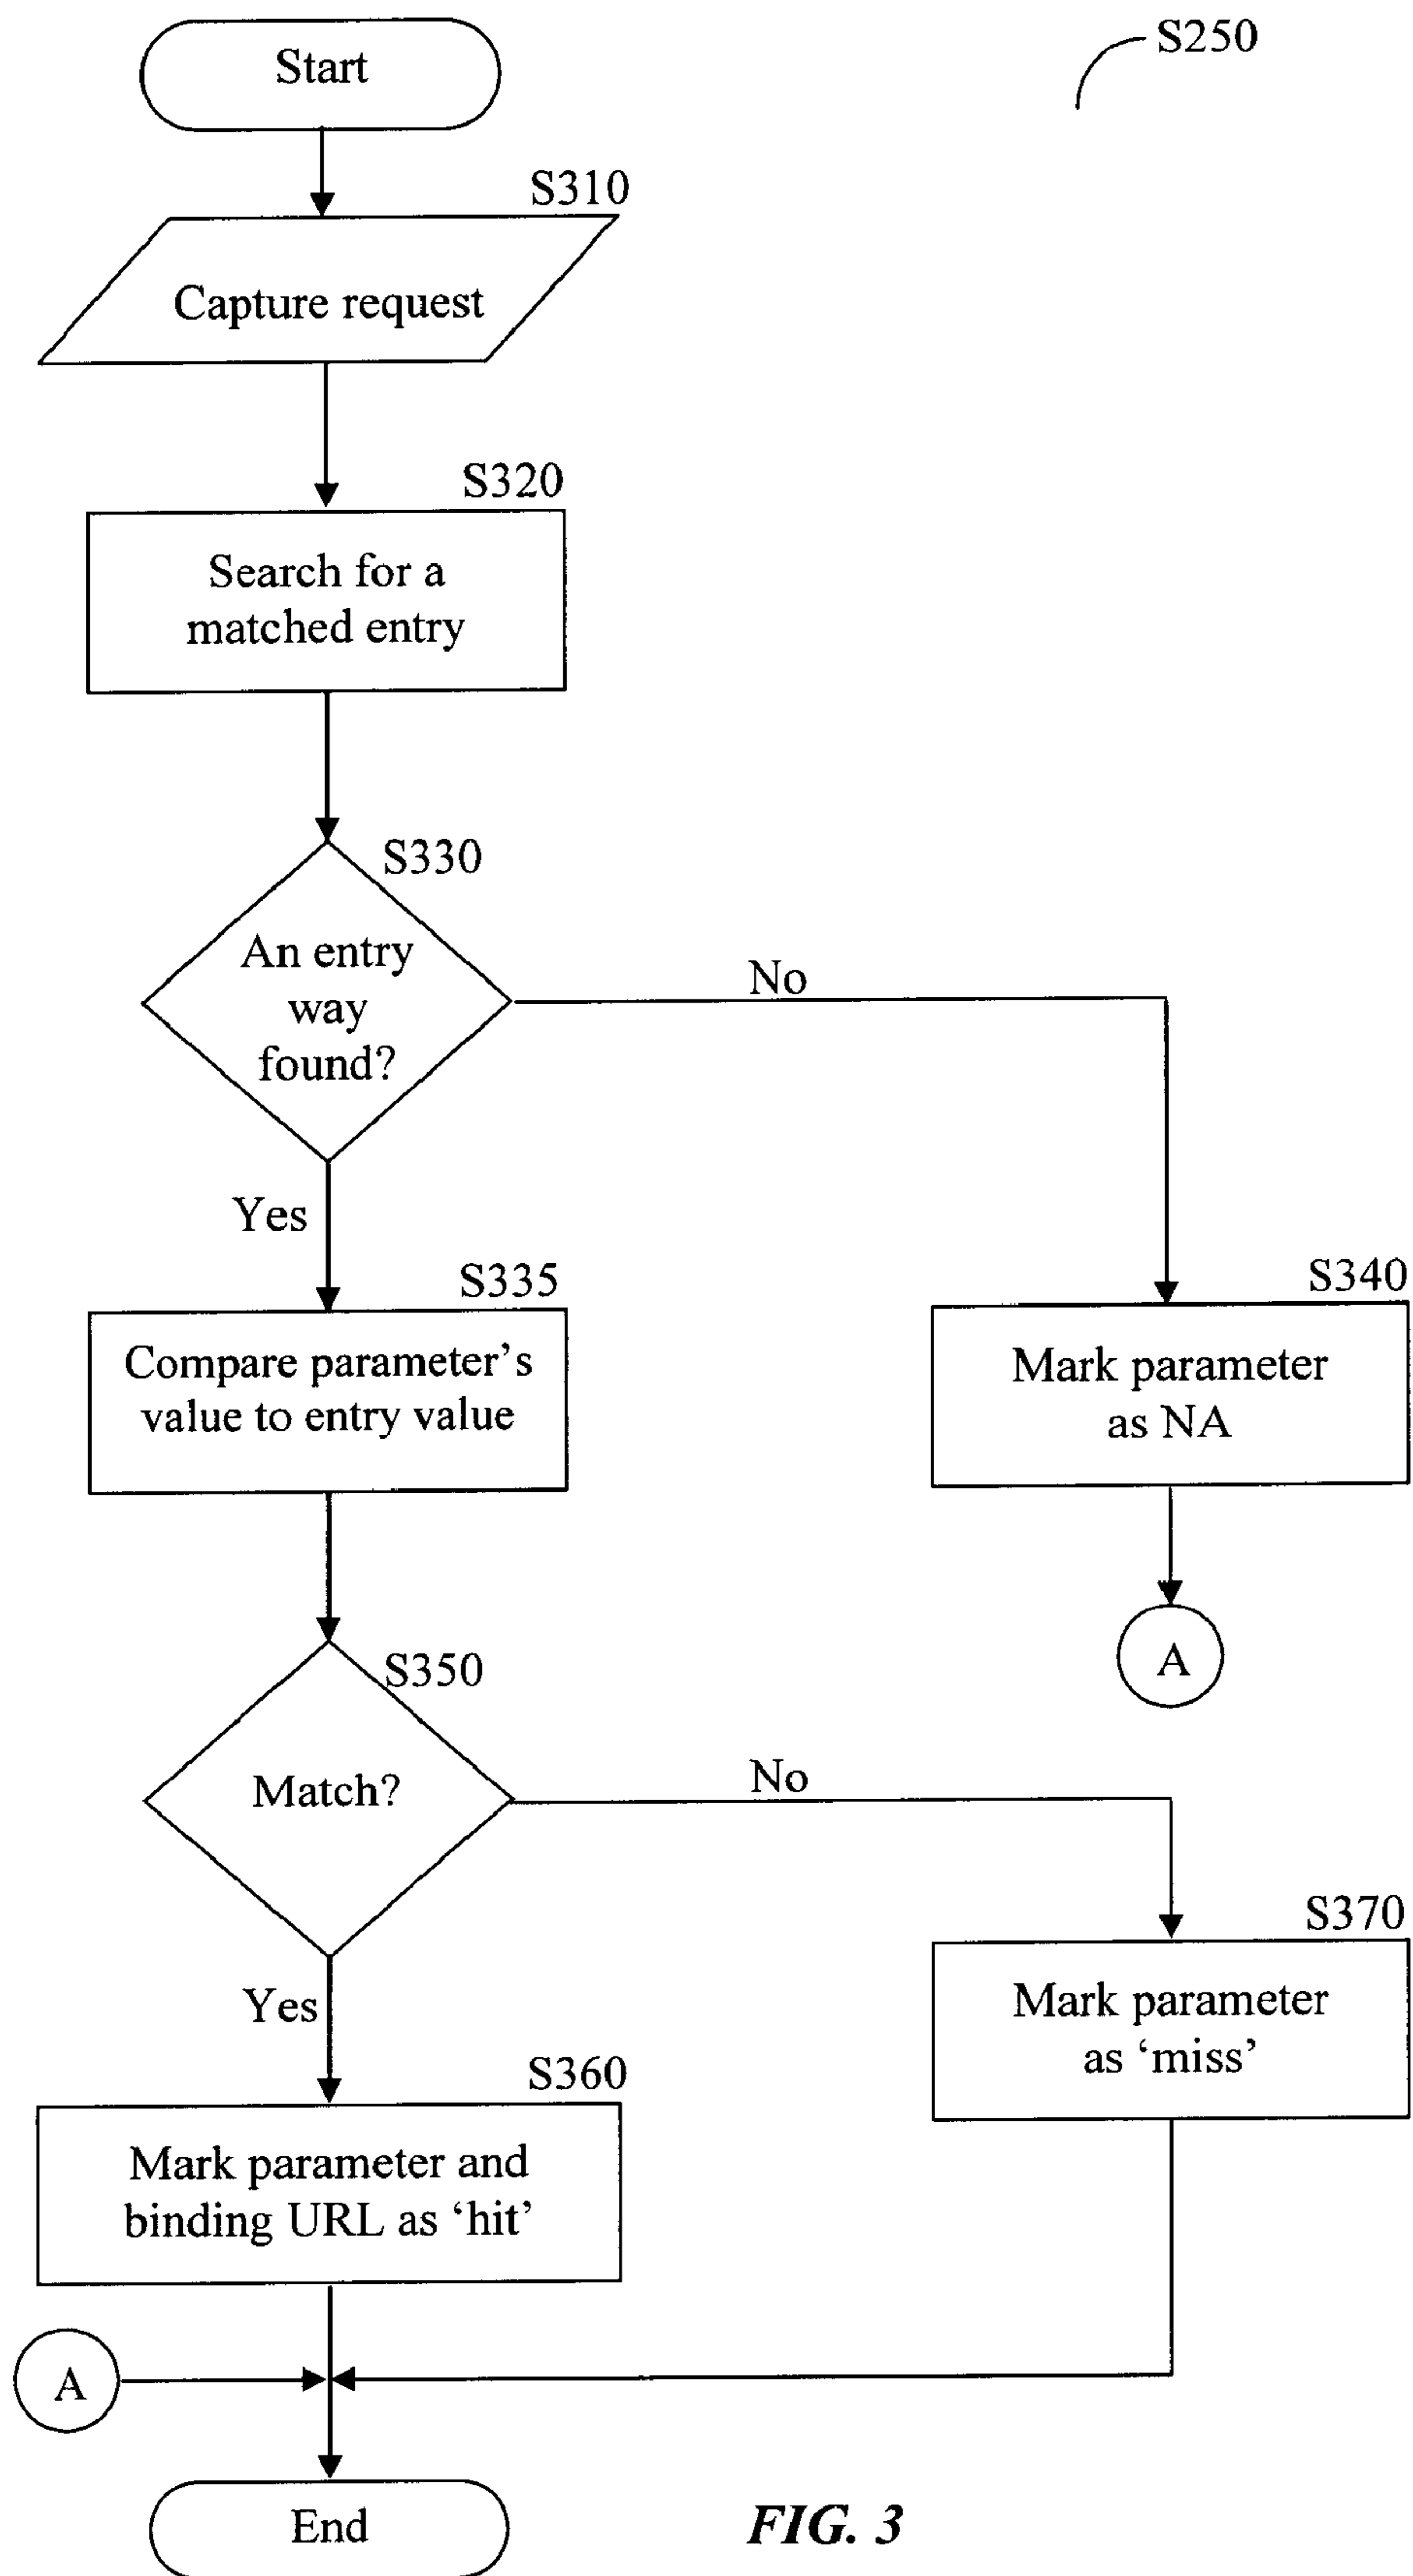 Start
S250
S310
Capture request
S320
Search for a
matched entry
S330
An entry
way
found?
No
Yes
S335
Compare parameter’s
value to entry value
S340
Mark parameter
as NA
A
S350
Match?
No
Yes
S370
Mark parameter
as ‘miss’
S360
Mark parameter and
binding URL as ‘hit’
A
End
FIG. 3